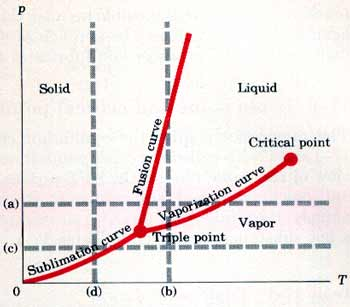 p
Solid
Liquid
Fusion curve
Critical point
Vaporization curve
(a)
Vapor
Triple point
(c)
Sublimation curve
0
(d)
(b)
T